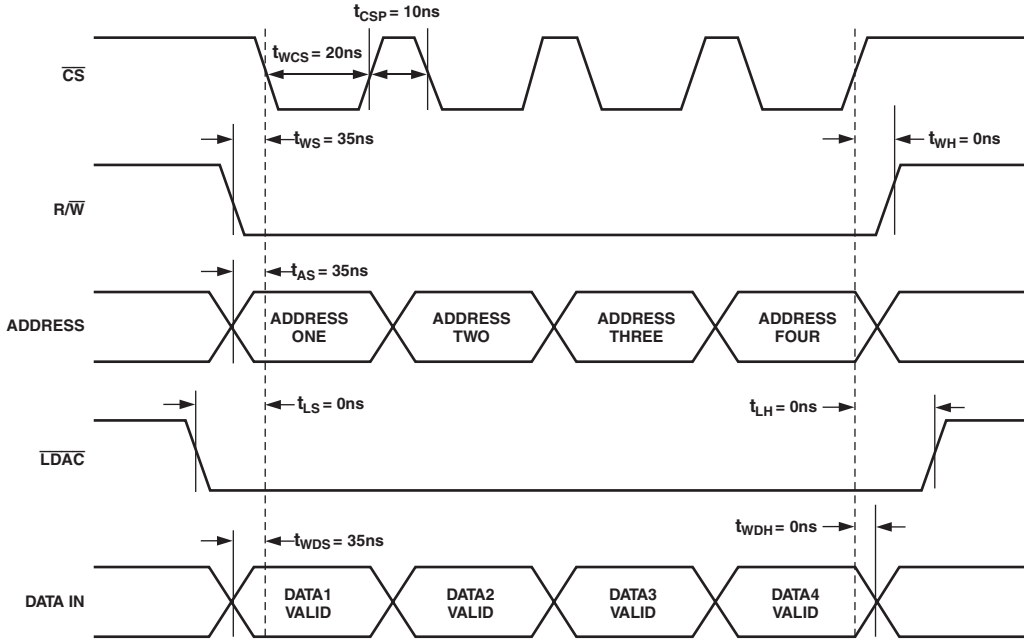 tCSP = 10ns
tWCS = 20ns
CS
tWS = 35ns
tWH = 0ns
R/W
tAS = 35ns
ADDRESS
ADDRESS ONE
ADDRESS TWO
ADDRESS THREE
ADDRESS FOUR
tLS = 0ns
tLH = 0ns
LDAC
tWDS = 35ns
tWDH = 0ns
DATA IN
DATA1 VALID
DATA2 VALID
DATA3 VALID
DATA4 VALID